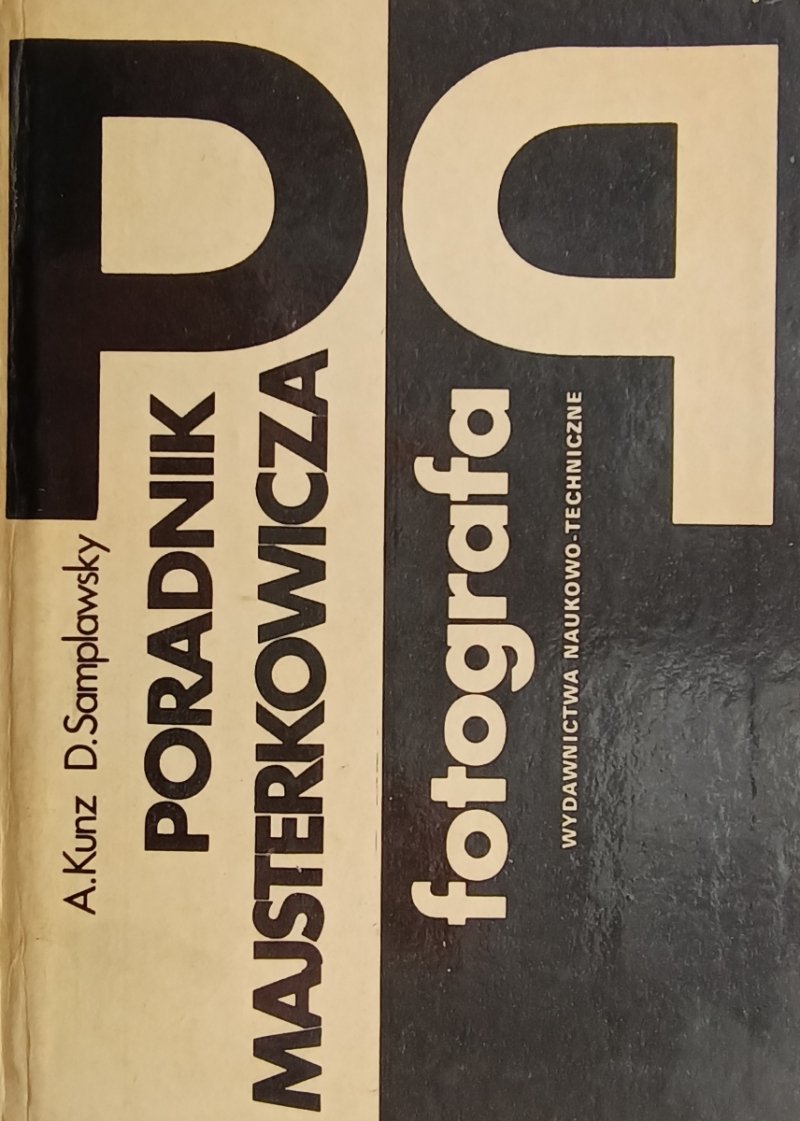 A.Kunz D.Samplawsky
PORADNIK
MAJSTERKOWICZA
fotografa
WYDAWNICTWA NAUKOWO-TECHNICZNE